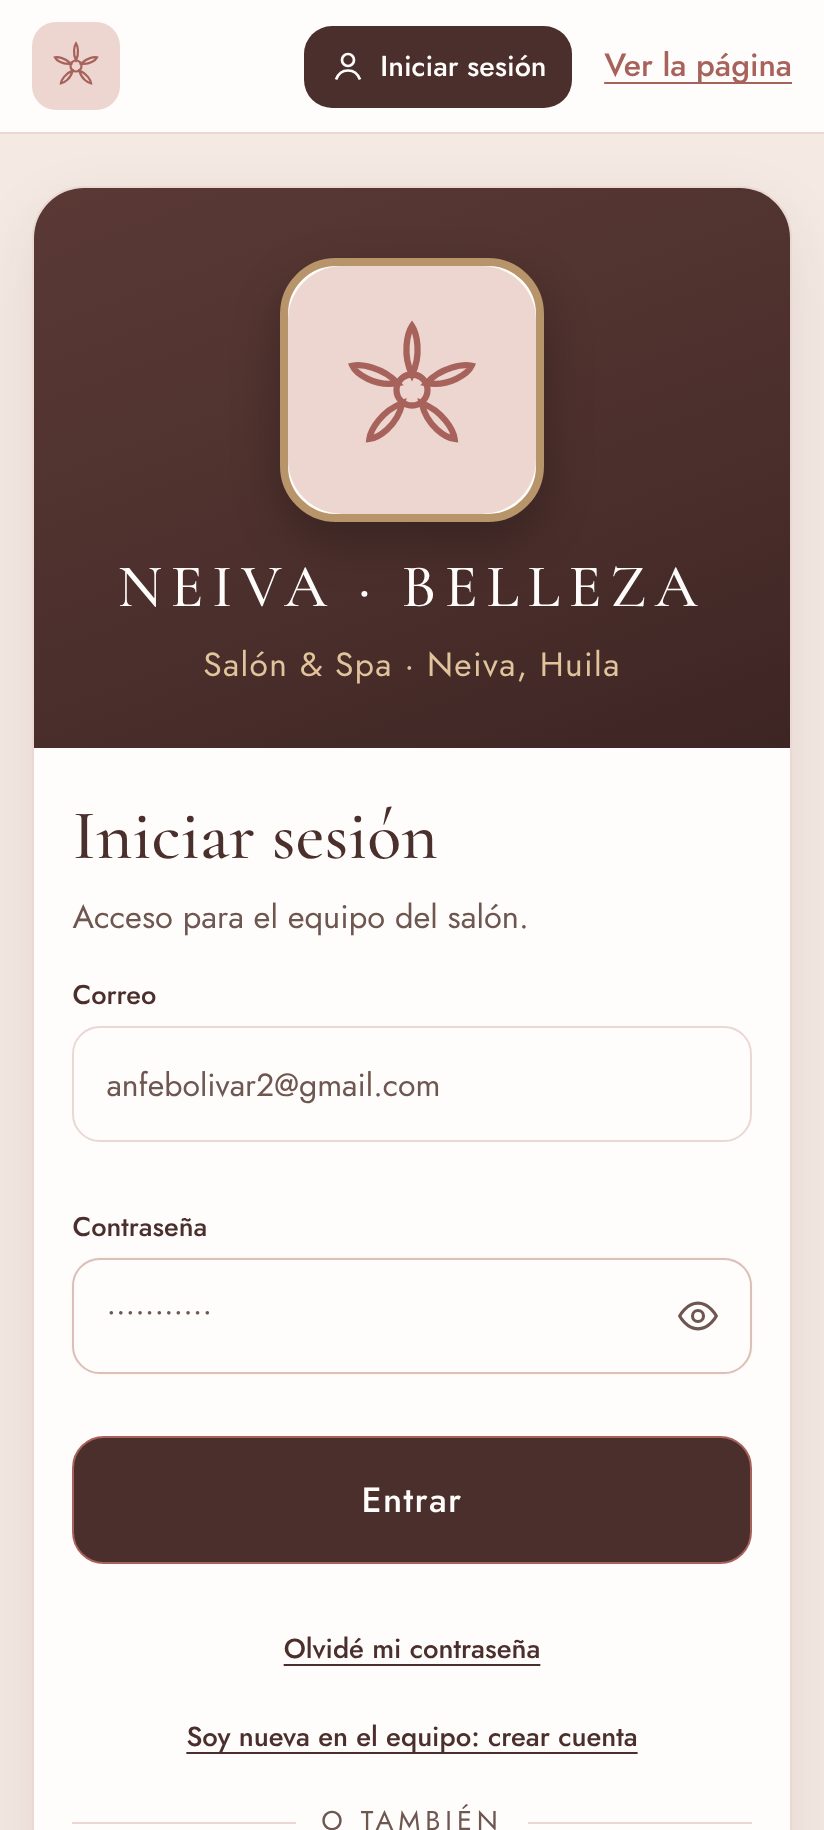 Iniciar sesión
Ver la página
NEIVA · BELLEZA
Salón & Spa · Neiva, Huila
Iniciar sesión
Acceso para el equipo del salón.
Correo
anfebolivar2@gmail.com
Contraseña
···········
Entrar
Olvidé mi contraseña
Soy nueva en el equipo: crear cuenta
O TAMBIÉN